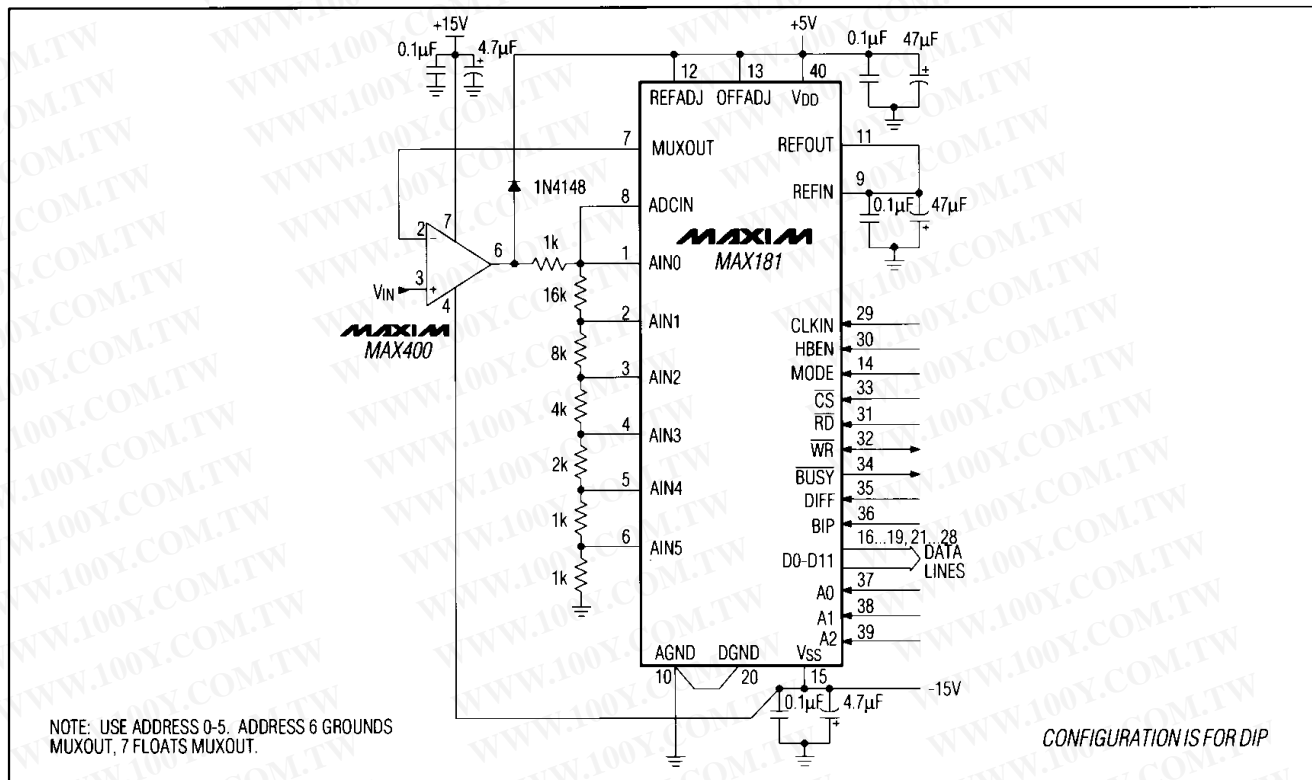 +15V
0.1µF
4.7µF
+
+5V
0.1µF
47µF
+
12
13
40
REFADJ
OFFADJ
VDD
7
MUXOUT
REFOUT
11
1N4148
8
ADCIN
REFIN
9
0.1µF
47µF
+
MAXIM
MAX181
2
−
7
6
1k
1
AIN0
VIN
3
+
4
MAXIM
MAX400
16k
2
AIN1
8k
3
AIN2
4k
4
AIN3
2k
5
AIN4
1k
6
AIN5
1k
CLKIN
29
HBEN
30
MODE
14
CS
33
RD
31
WR
32
BUSY
34
DIFF
35
BIP
36
16...19, 21...28
D0-D11
DATA
LINES
A0
37
A1
38
A2
39
AGND
DGND
VSS
10
20
15
-15V
0.1µF
4.7µF
+
NOTE: USE ADDRESS 0-5. ADDRESS 6 GROUNDS
MUXOUT, 7 FLOATS MUXOUT.
CONFIGURATION IS FOR DIP
WWW.100Y.COM.TW